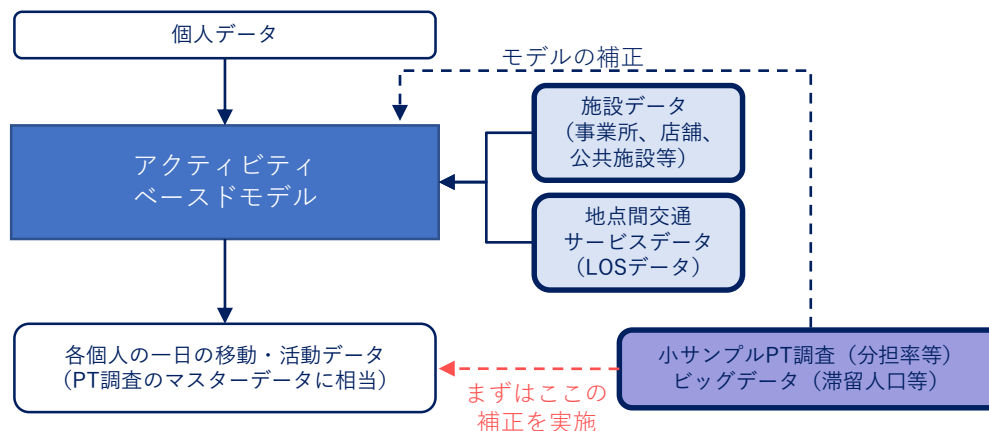 個人データ
モデルの補正
施設データ
（事業所、店舗、
公共施設等）
アクティビティ
ベースドモデル
地点間交通
サービスデータ
（LOSデータ）
各個人の一日の移動・活動データ
（PT調査のマスターデータに相当）
まずはここの
補正を実施
小サンプルPT調査（分担率等）
ビッグデータ（滞留人口等）